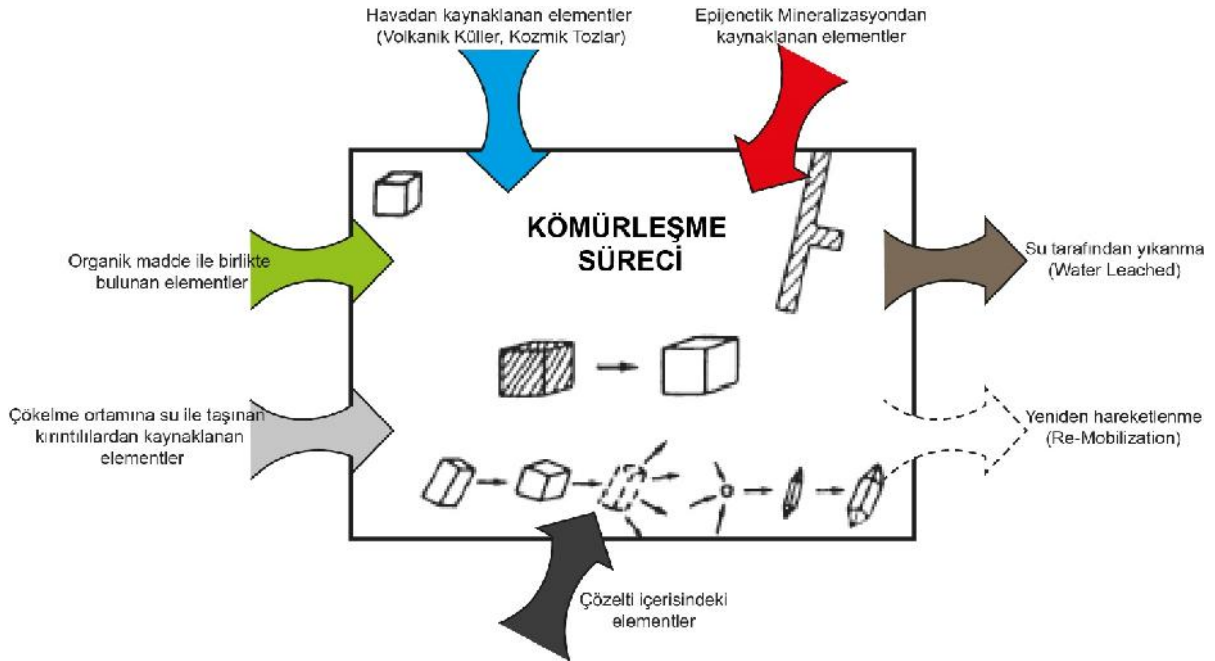 Havadan kaynaklanan elementler
(Volkanik Küller, Kozmik Tozlar)
Epijenetik Mineralizasyondan
kaynaklanan elementler
KÖMÜRLEŞME
SÜRECİ
Organik madde ile birlikte
bulunan elementler
Su tarafından yıkanma
(Water Leached)
Çökelme ortamına su ile taşınan
kırıntılılardan kaynaklanan
elementler
Yeniden hareketlenme
(Re-Mobilization)
Çözelti içerisindeki
elementler